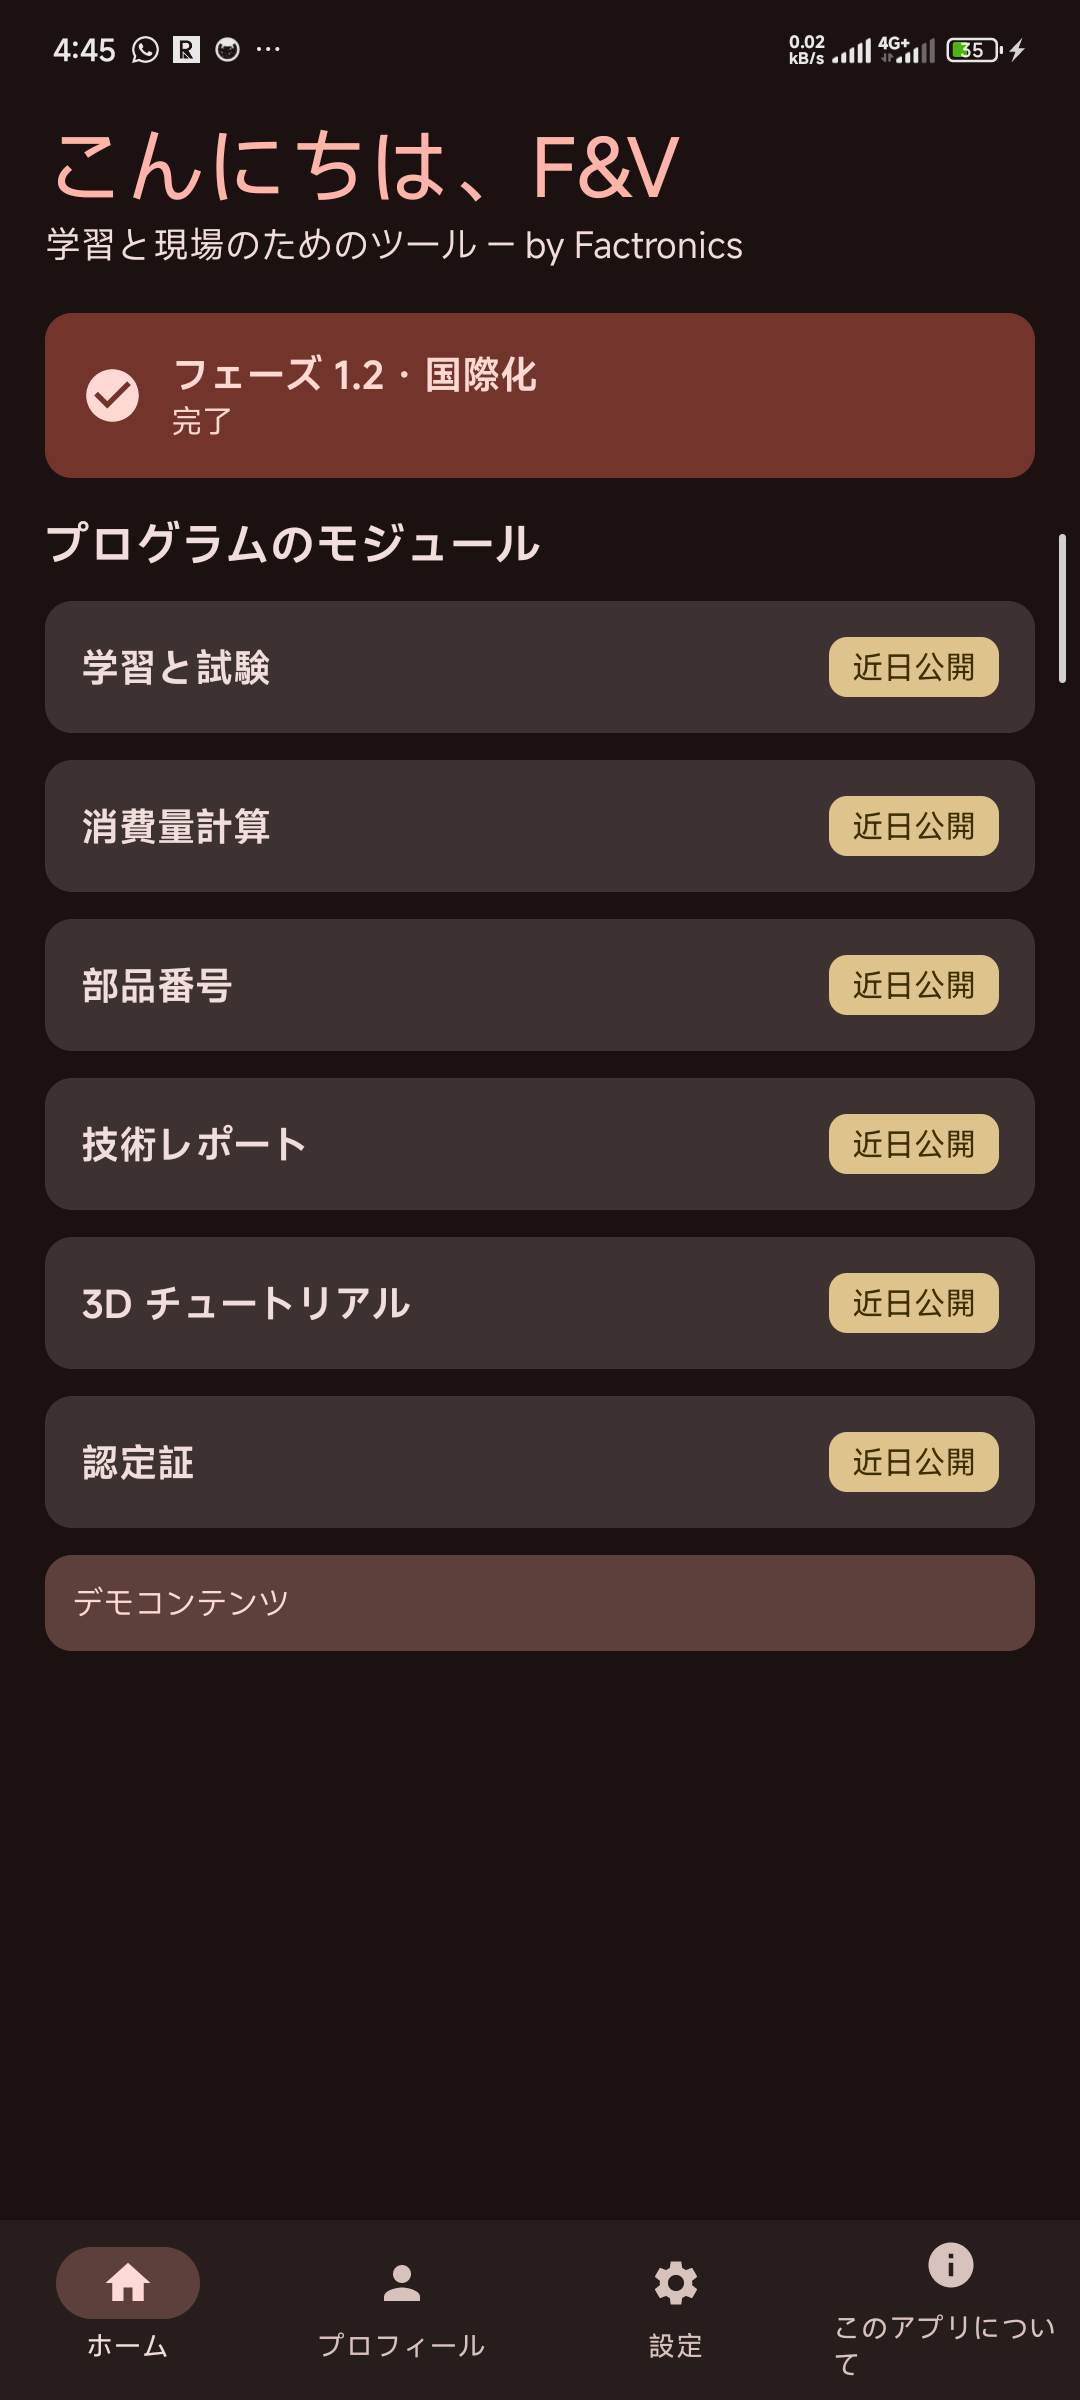 4:45
0.02
kB/s
4G+
35
こんにちは、F&V
学習と現場のためのツール — by Factronics
フェーズ 1.2 · 国際化
完了
プログラムのモジュール
学習と試験
近日公開
消費量計算
近日公開
部品番号
近日公開
技術レポート
近日公開
3D チュートリアル
近日公開
認定証
近日公開
デモコンテンツ
ホーム
プロフィール
設定
このアプリについ
て